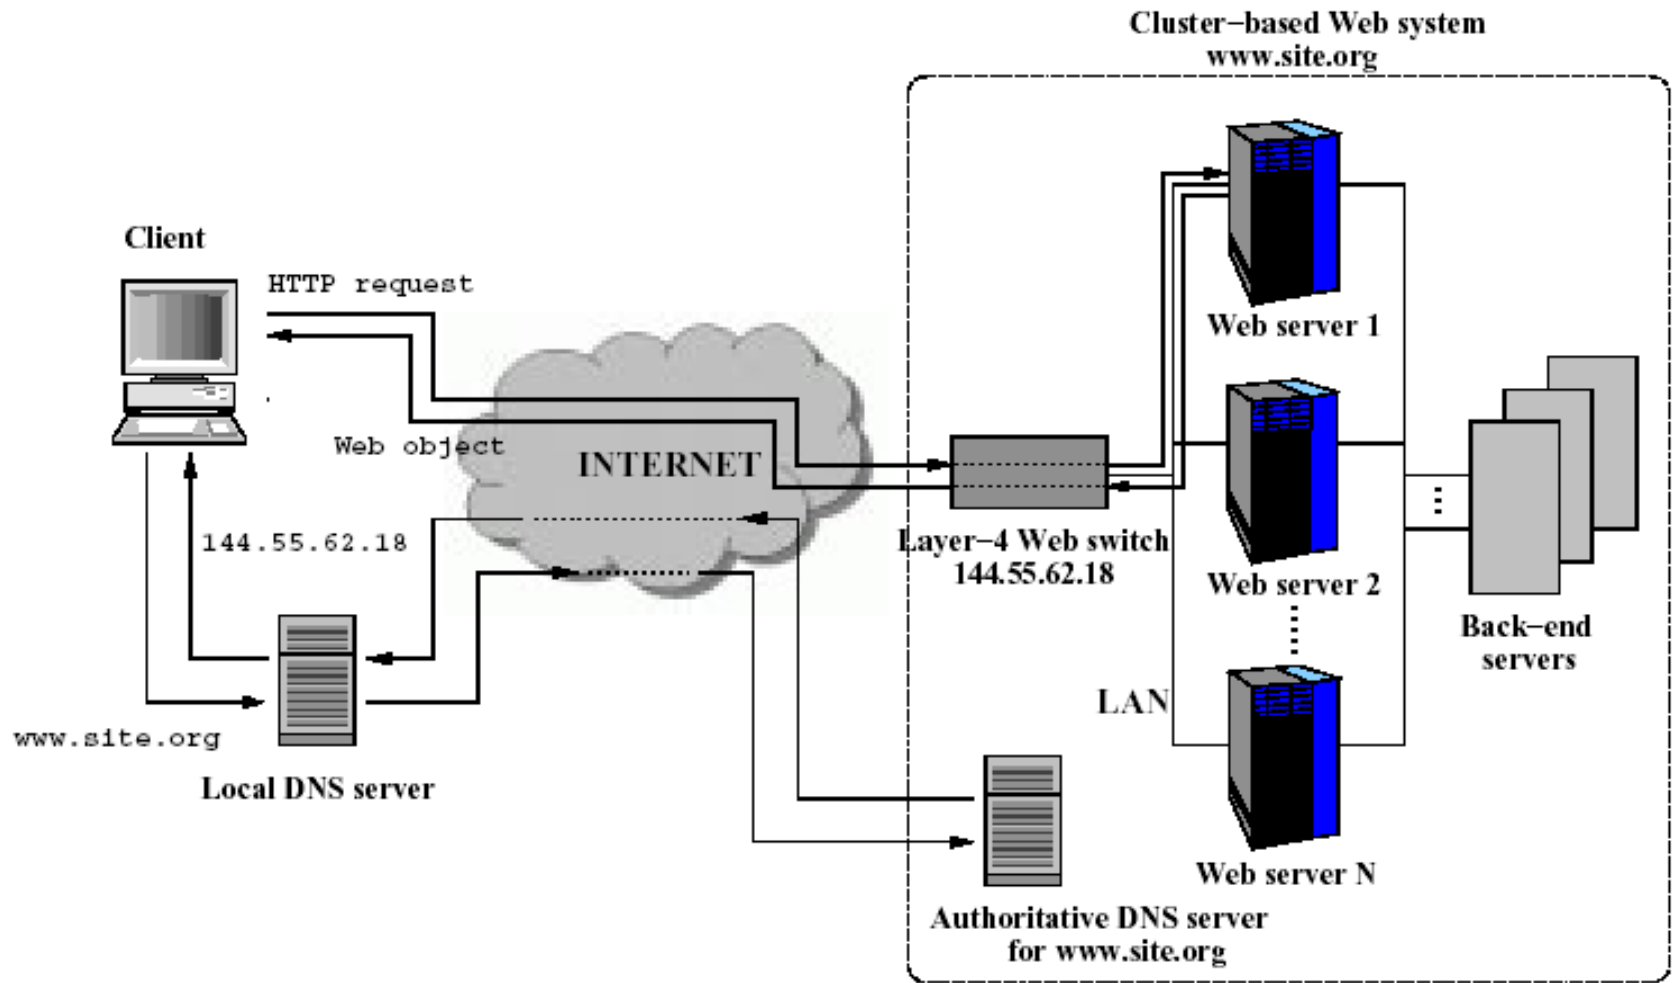 Cluster−based Web system
www.site.org
Client
HTTP request
Web object
INTERNET
Web server 1
Layer−4 Web switch
144.55.62.18
Web server 2
144.55.62.18
Back−end
servers
LAN
www.site.org
Local DNS server
Web server N
Authoritative DNS server
for www.site.org